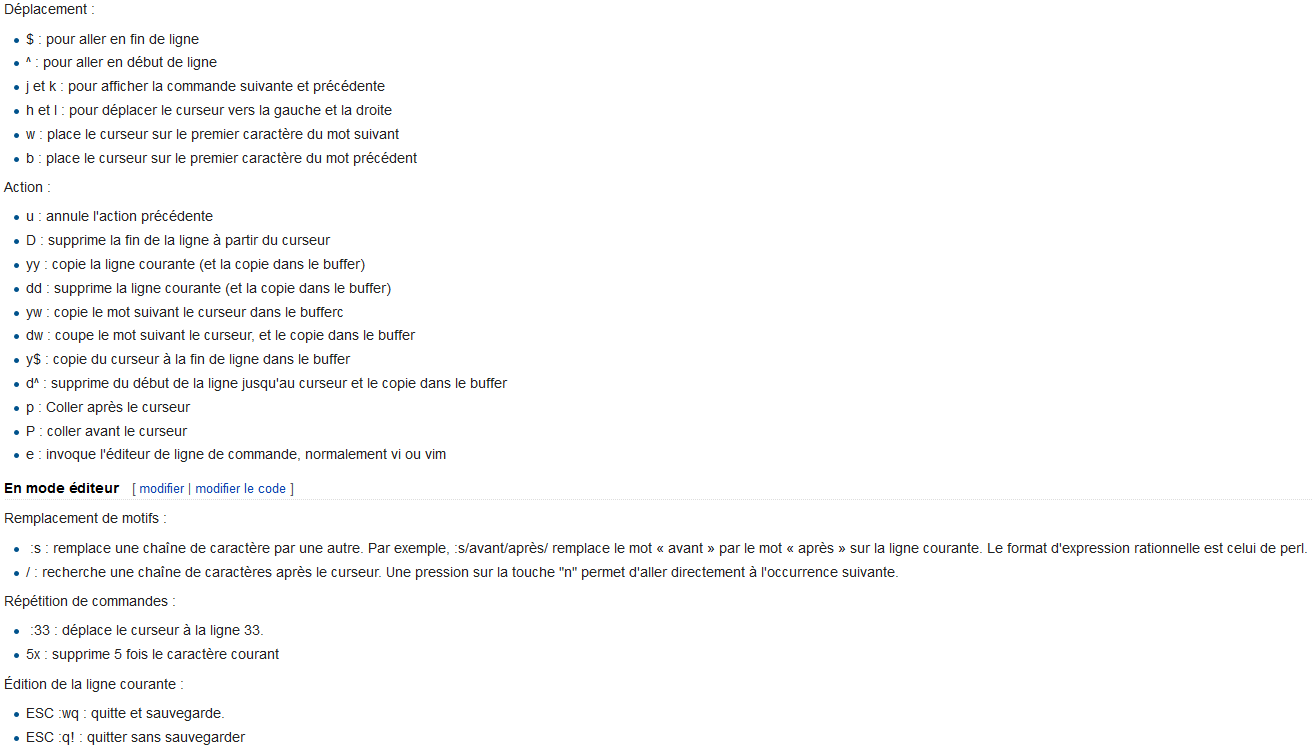 Déplacement :
• $ : pour aller en fin de ligne
• ^ : pour aller en début de ligne
• j et k : pour afficher la commande suivante et précédente
• h et l : pour déplacer le curseur vers la gauche et la droite
• w : place le curseur sur le premier caractère du mot suivant
• b : place le curseur sur le premier caractère du mot précédent
Action :
• u : annule l'action précédente
• D : supprime la fin de la ligne à partir du curseur
• yy : copie la ligne courante (et la copie dans le buffer)
• dd : supprime la ligne courante (et la copie dans le buffer)
• yw : copie le mot suivant le curseur dans le bufferc
• dw : coupe le mot suivant le curseur, et le copie dans le buffer
• y$ : copie du curseur à la fin de ligne dans le buffer
• d^ : supprime du début de la ligne jusqu'au curseur et le copie dans le buffer
• p : Coller après le curseur
• P : coller avant le curseur
• e : invoque l'éditeur de ligne de commande, normalement vi ou vim
En mode éditeur [ modifier | modifier le code ]
Remplacement de motifs :
• :s : remplace une chaîne de caractère par une autre. Par exemple, :s/avant/après/ remplace le mot « avant » par le mot « après » sur la ligne courante. Le format d'expression rationnelle est celui de perl.
• / : recherche une chaîne de caractères après le curseur. Une pression sur la touche "n" permet d'aller directement à l'occurrence suivante.
Répétition de commandes :
• :33 : déplace le curseur à la ligne 33.
• 5x : supprime 5 fois le caractère courant
Édition de la ligne courante :
• ESC :wq : quitte et sauvegarde.
• ESC :q! : quitter sans sauvegarder